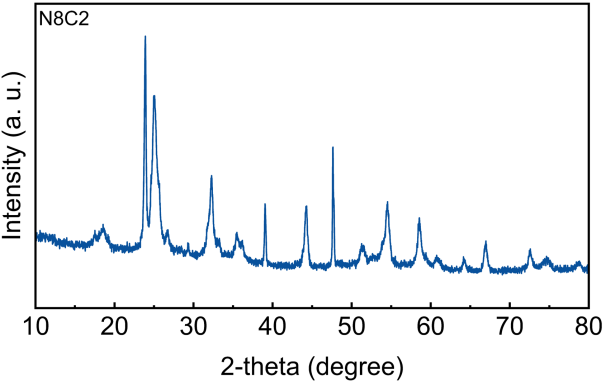 N8C2
Intensity (a. u.)
10 20 30 40 50 60 70 80
2-theta (degree)